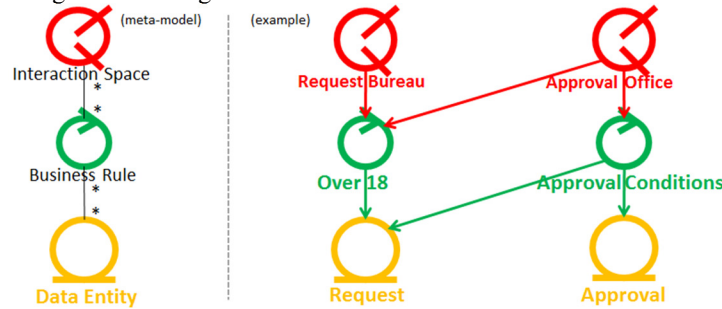 (meta-model)
(example)
Interaction Space
Request Bureau
Approval Office
*
*
Business Rule
Over 18
Approval Conditions
*
*
Data Entity
Request
Approval